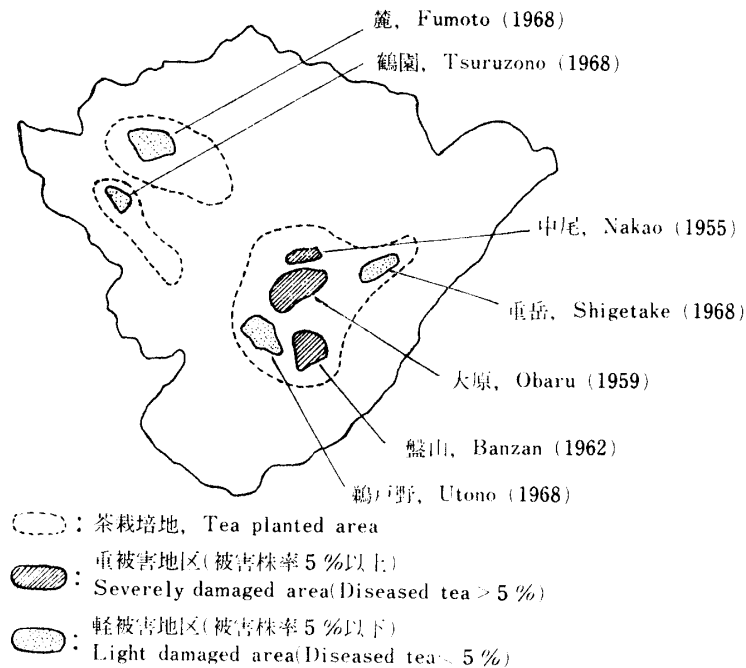 麓, Fumoto (1968)
鶴園, Tsuruzono (1968)
中尾, Nakao (1955)
重岳, Shigetake (1968)
大原, Obaru (1959)
盤山, Banzan (1962)
鵜戸野, Utono (1968)
: 茶栽培地, Tea planted area
: 重被害地区(被害株率5%以上)
Severely damaged area(Diseased tea>5%)
: 軽被害地区(被害株率5%以下)
Light damaged area(Diseased tea<5%)